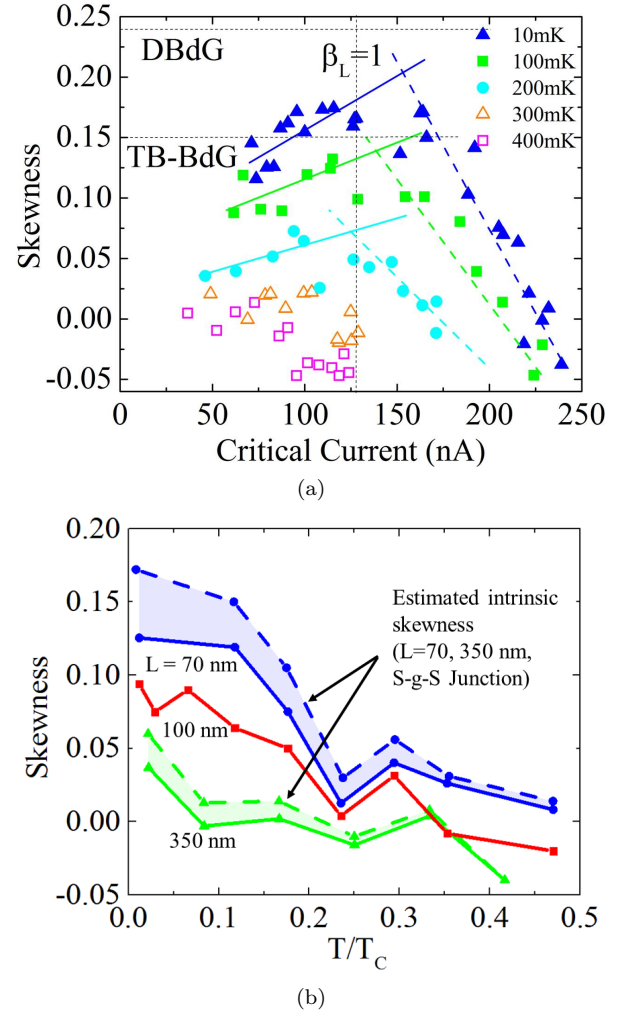 0.25
DBdG
β_L=1
10mK
0.20
100mK
200mK
300mK
0.15
TB-BdG
400mK
0.10
0.05
0.00
-0.05
Skewness
0 50 100 150 200 250
Critical Current (nA)
(a)
0.20
0.15
Estimated intrinsic
skewness
(L=70, 350 nm,
S-g-S Junction)
0.10
L = 70 nm
100 nm
0.05
0.00
350 nm
-0.05
Skewness
0.0 0.1 0.2 0.3 0.4 0.5
T/T_C
(b)